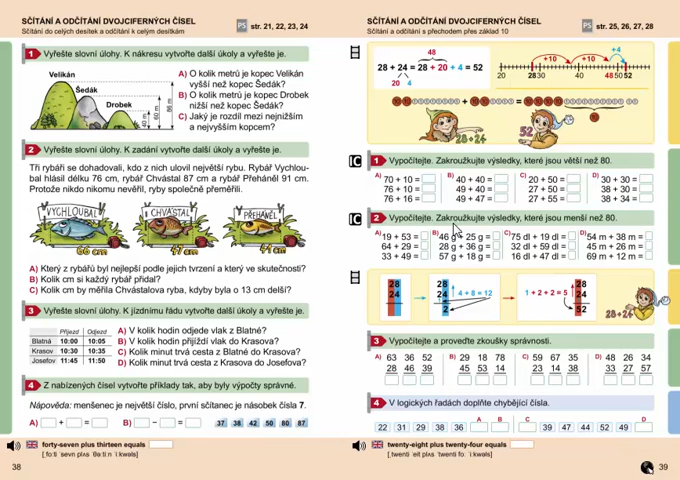 SČÍTÁNÍ A ODČÍTÁNÍ DVOJCIFERNÝCH ČÍSEL
Sčítání do celých desítek a odčítání k celým desítkám
PS str. 21, 22, 23, 24
1 Vyřešte slovní úlohy. K nákresu vytvořte další úkoly a vyřešte je.
Velikán
Šedák
Drobek
40 m
60 m
86 m
A) O kolik metrů je kopec Velikán
vyšší než kopec Šedák?
B) O kolik metrů je kopec Drobek
nižší než kopec Šedák?
C) Jaký je rozdíl mezi nejnižším
a nejvyšším kopcem?
2 Vyřešte slovní úlohy. K zadání vytvořte další úkoly a vyřešte je.
Tři rybáři se dohadovali, kdo z nich ulovil největší rybu. Rybář Vychlou-
bal hlásil délku 76 cm, rybář Chvástal 87 cm a rybář Přeháněl 91 cm.
Protože nikdo nikomu nevěřil, ryby společně přeměřili.
VYCHLOUBAL
CHVÁSTAL
PŘEHÁNĚL
66 cm
47 cm
41 cm
A) Který z rybářů byl nejlepší podle jejich tvrzení a který ve skutečnosti?
B) Kolik cm si každý rybář přidal?
C) Kolik cm by měřila Chvástalova ryba, kdyby byla o 13 cm delší?
3 Vyřešte slovní úlohy. K jízdnímu řádu vytvořte další úkoly a vyřešte je.
Příjezd Odjezd
Blatná 10:00 10:05
Krasov 10:30 10:35
Josefov 11:45 11:50
A) V kolik hodin odjede vlak z Blatné?
B) V kolik hodin přijíždí vlak do Krasova?
C) Kolik minut trvá cesta z Blatné do Krasova?
D) Kolik minut trvá cesta z Krasova do Josefova?
4 Z nabízených čísel vytvořte příklady tak, aby byly výpočty správné.
Nápověda: menšenec je největší číslo, první sčítanec je násobek čísla 7.
A) + = B) − = 37 38 42 50 80 87
forty-seven plus thirteen equals
38
SČÍTÁNÍ A ODČÍTÁNÍ DVOJCIFERNÝCH ČÍSEL
Sčítání a odčítání s přechodem přes základ 10
PS str. 25, 26, 27, 28
48
28 + 24 = 28 + 20 + 4 = 52
20 4
+10 +10 +4
20 28 30 40 48 50 52
28+24
52
1 Vypočítejte. Zakroužkujte výsledky, které jsou větší než 80.
A) 70 + 10 = B) 40 + 40 = C) 20 + 50 = D) 30 + 30 =
76 + 10 = 49 + 40 = 27 + 50 = 38 + 30 =
76 + 16 = 49 + 47 = 27 + 55 = 38 + 34 =
2 Vypočítejte. Zakroužkujte výsledky, které jsou menší než 80.
A) 19 + 53 = B) 46 g + 25 g = C) 75 dl + 19 dl = D) 54 m + 38 m =
64 + 29 = 28 g + 36 g = 32 dl + 59 dl = 45 m + 26 m =
33 + 49 = 57 g + 18 g = 16 dl + 47 dl = 69 m + 12 m =
28
24
28
24
2
4 + 8 = 12
1 + 2 + 2 = 5
28
24
52
28+24
3 Vypočítejte a proveďte zkoušky správnosti.
A) 63 36 52 B) 29 18 78 C) 59 67 35 D) 48 26 34
28 46 39 45 53 14 23 14 38 33 27 57
4 V logických řadách doplňte chybějící čísla.
A B C D
22 31 29 38 36 39 47 44 52 49
twenty-eight plus twenty-four equals
39